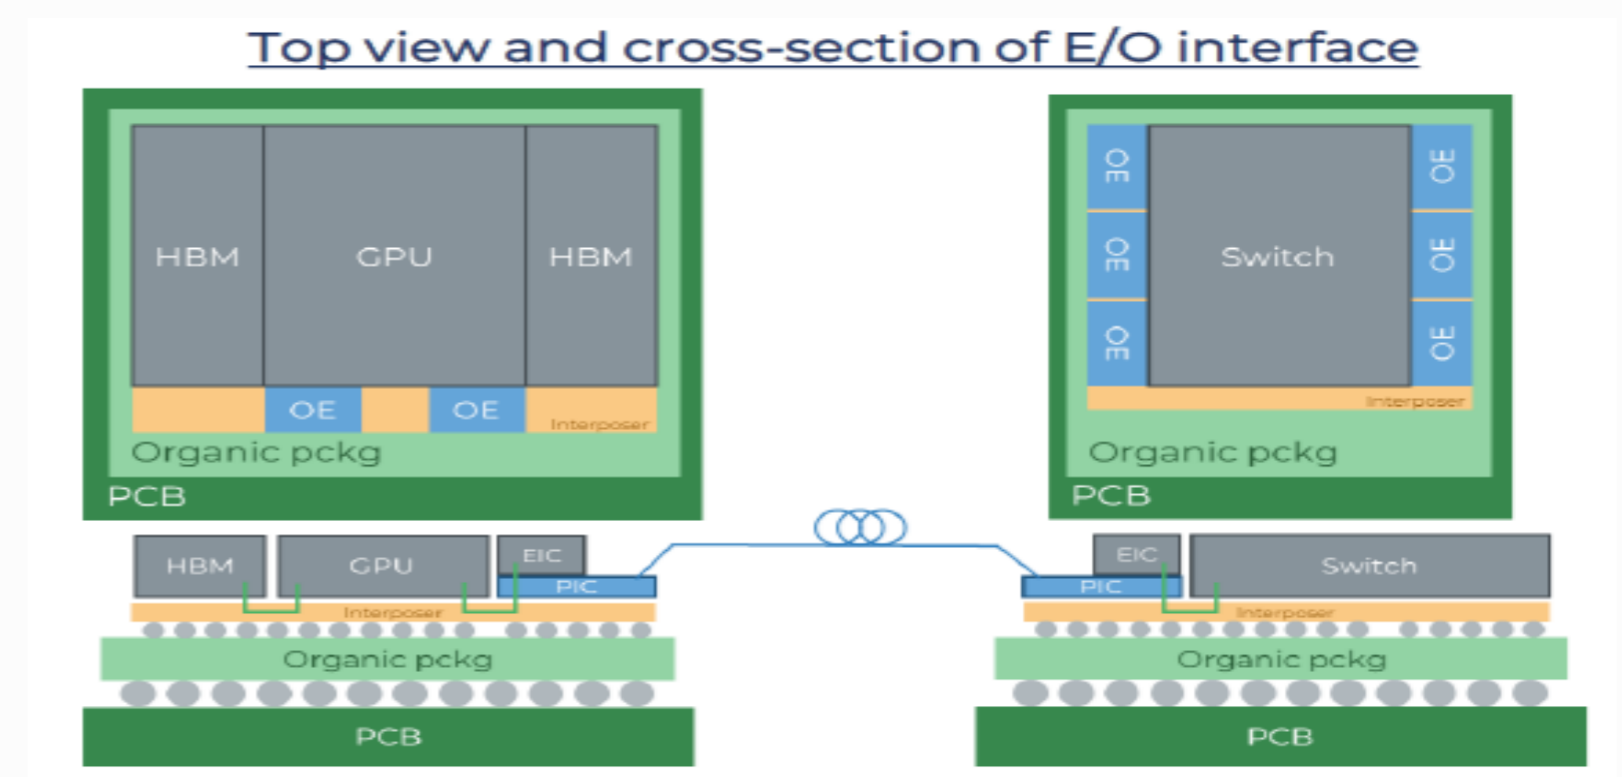 Top view and cross-section of E/O interface
HBM
GPU
HBM
OE
OE
Interposer
Organic pckg
PCB
OE
OE
OE
Switch
OE
OE
OE
Interposer
Organic pckg
PCB
HBM
GPU
EIC
PIC
Interposer
Organic pckg
PCB
EIC
PIC
Switch
Interposer
Organic pckg
PCB